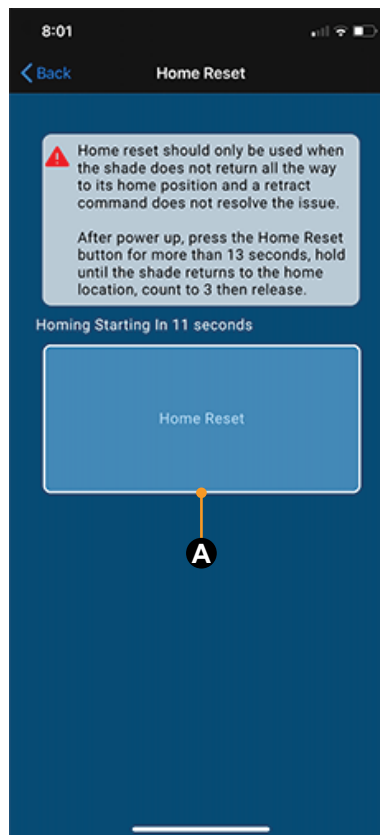 8:01
Back
Home Reset
Home reset should only be used when
the shade does not return all the way
to its home position and a retract
command does not resolve the issue.
After power up, press the Home Reset
button for more than 13 seconds, hold
until the shade returns to the home
location, count to 3 then release.
Homing Starting In 11 seconds
Home Reset
A